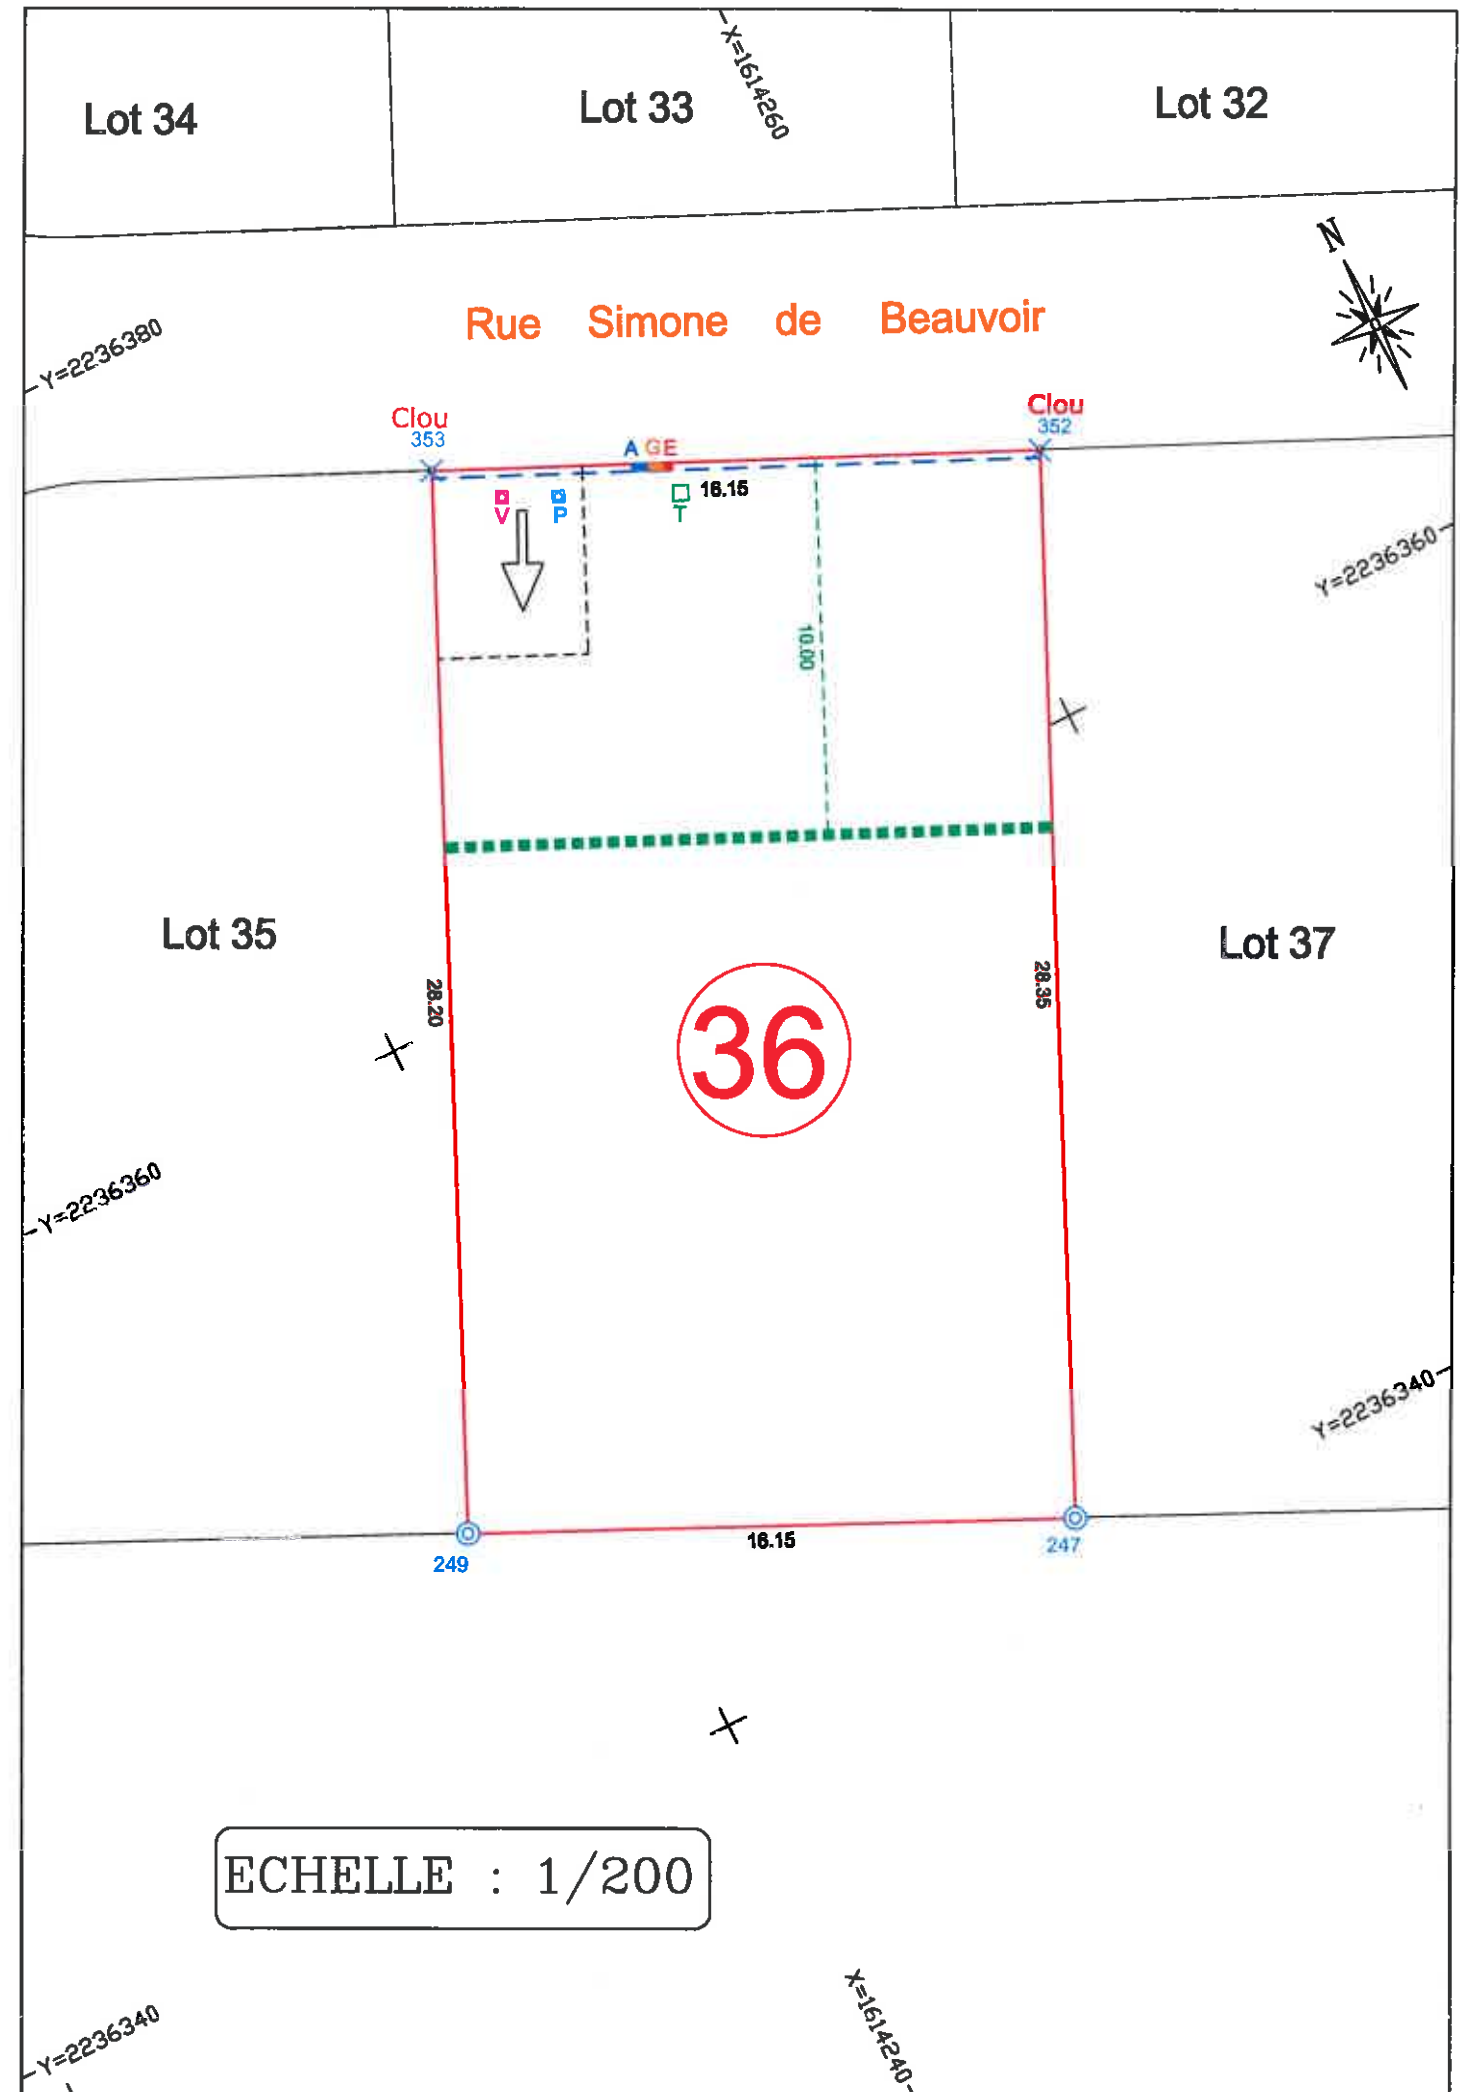 Lot 34
Lot 33
X=1614260
Lot 32
N
Y=2236380
Rue Simone de Beauvoir
Clou
353
Clou
352
A G E
V
P
T
16.15
Y=2236360
10.00
Lot 35
Lot 37
28.20
28.35
36
Y=2236360
Y=2236340
249
16.15
247
ECHELLE : 1/200
X=1614240
Y=2236340